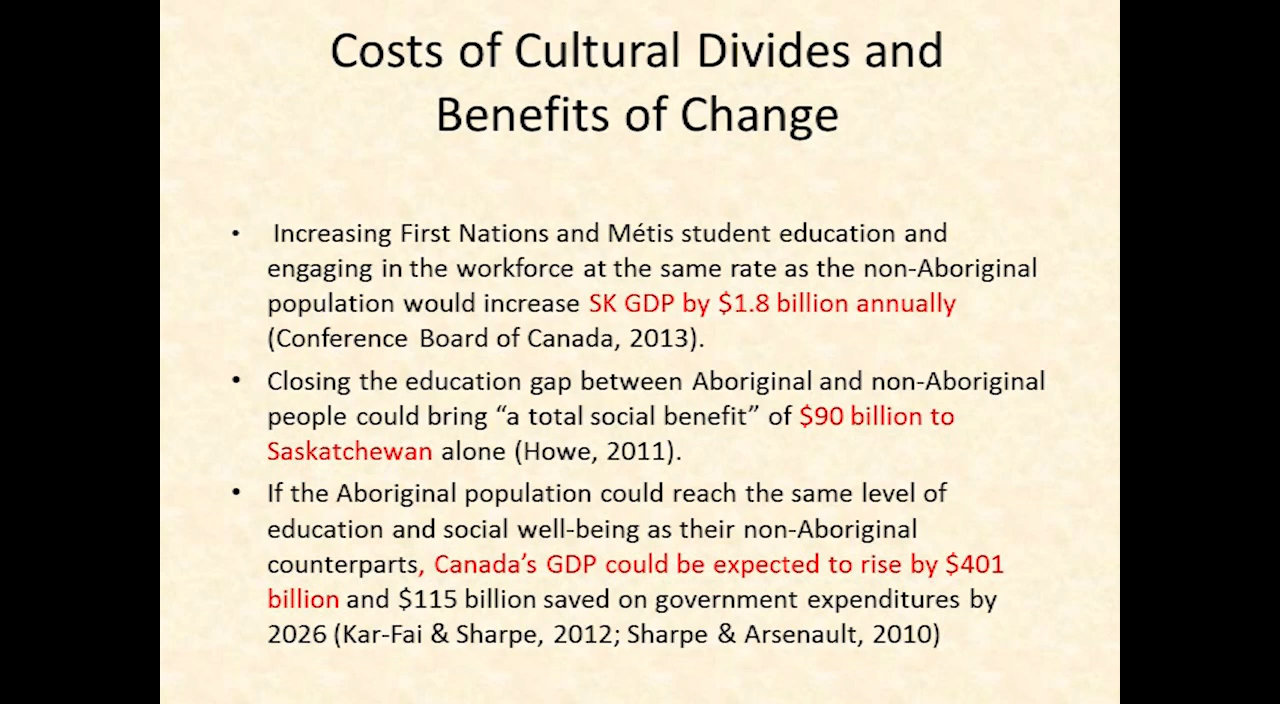 Costs of Cultural Divides and
Benefits of Change
• Increasing First Nations and Métis student education and
engaging in the workforce at the same rate as the non-Aboriginal
population would increase SK GDP by $1.8 billion annually
(Conference Board of Canada, 2013).
• Closing the education gap between Aboriginal and non-Aboriginal
people could bring “a total social benefit” of $90 billion to
Saskatchewan alone (Howe, 2011).
• If the Aboriginal population could reach the same level of
education and social well-being as their non-Aboriginal
counterparts, Canada’s GDP could be expected to rise by $401
billion and $115 billion saved on government expenditures by
2026 (Kar-Fai & Sharpe, 2012; Sharpe & Arsenault, 2010)